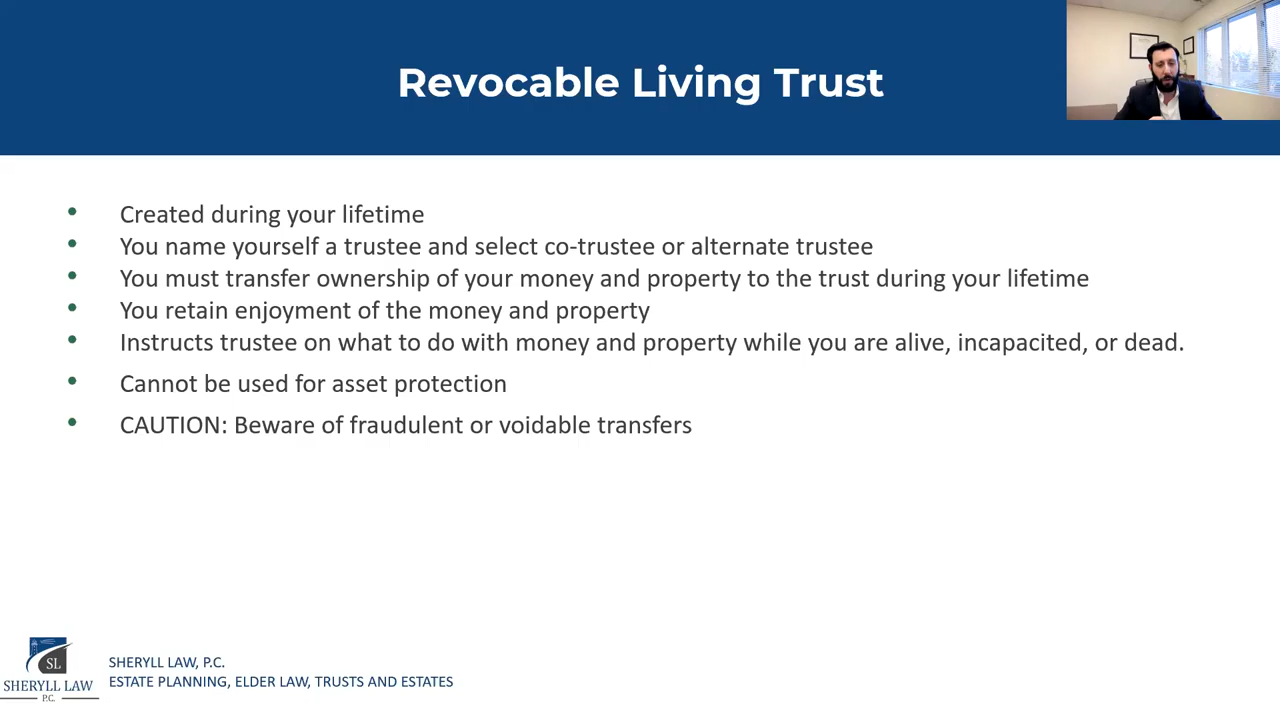 Revocable Living Trust
• Created during your lifetime
• You name yourself a trustee and select co-trustee or alternate trustee
• You must transfer ownership of your money and property to the trust during your lifetime
• You retain enjoyment of the money and property
• Instructs trustee on what to do with money and property while you are alive, incapacited, or dead.
• Cannot be used for asset protection
• CAUTION: Beware of fraudulent or voidable transfers
SL
SHERYLL LAW
P.C.
SHERYLL LAW, P.C.
ESTATE PLANNING, ELDER LAW, TRUSTS AND ESTATES